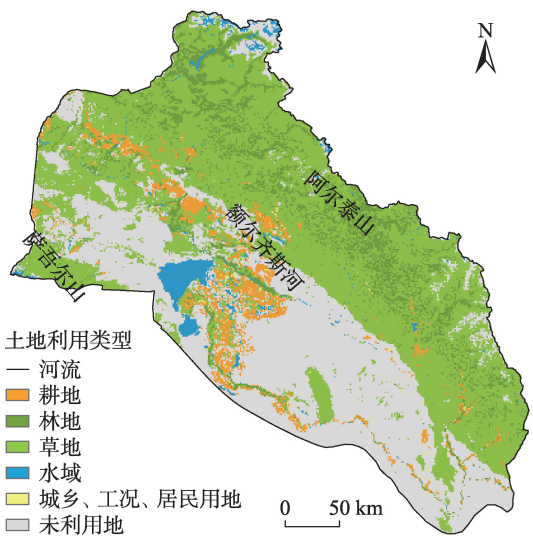 N
阿尔泰山
额尔齐斯河
萨吾尔山
土地利用类型
河流
耕地
林地
草地
水域
城乡、工况、居民用地
未利用地
0 50 km